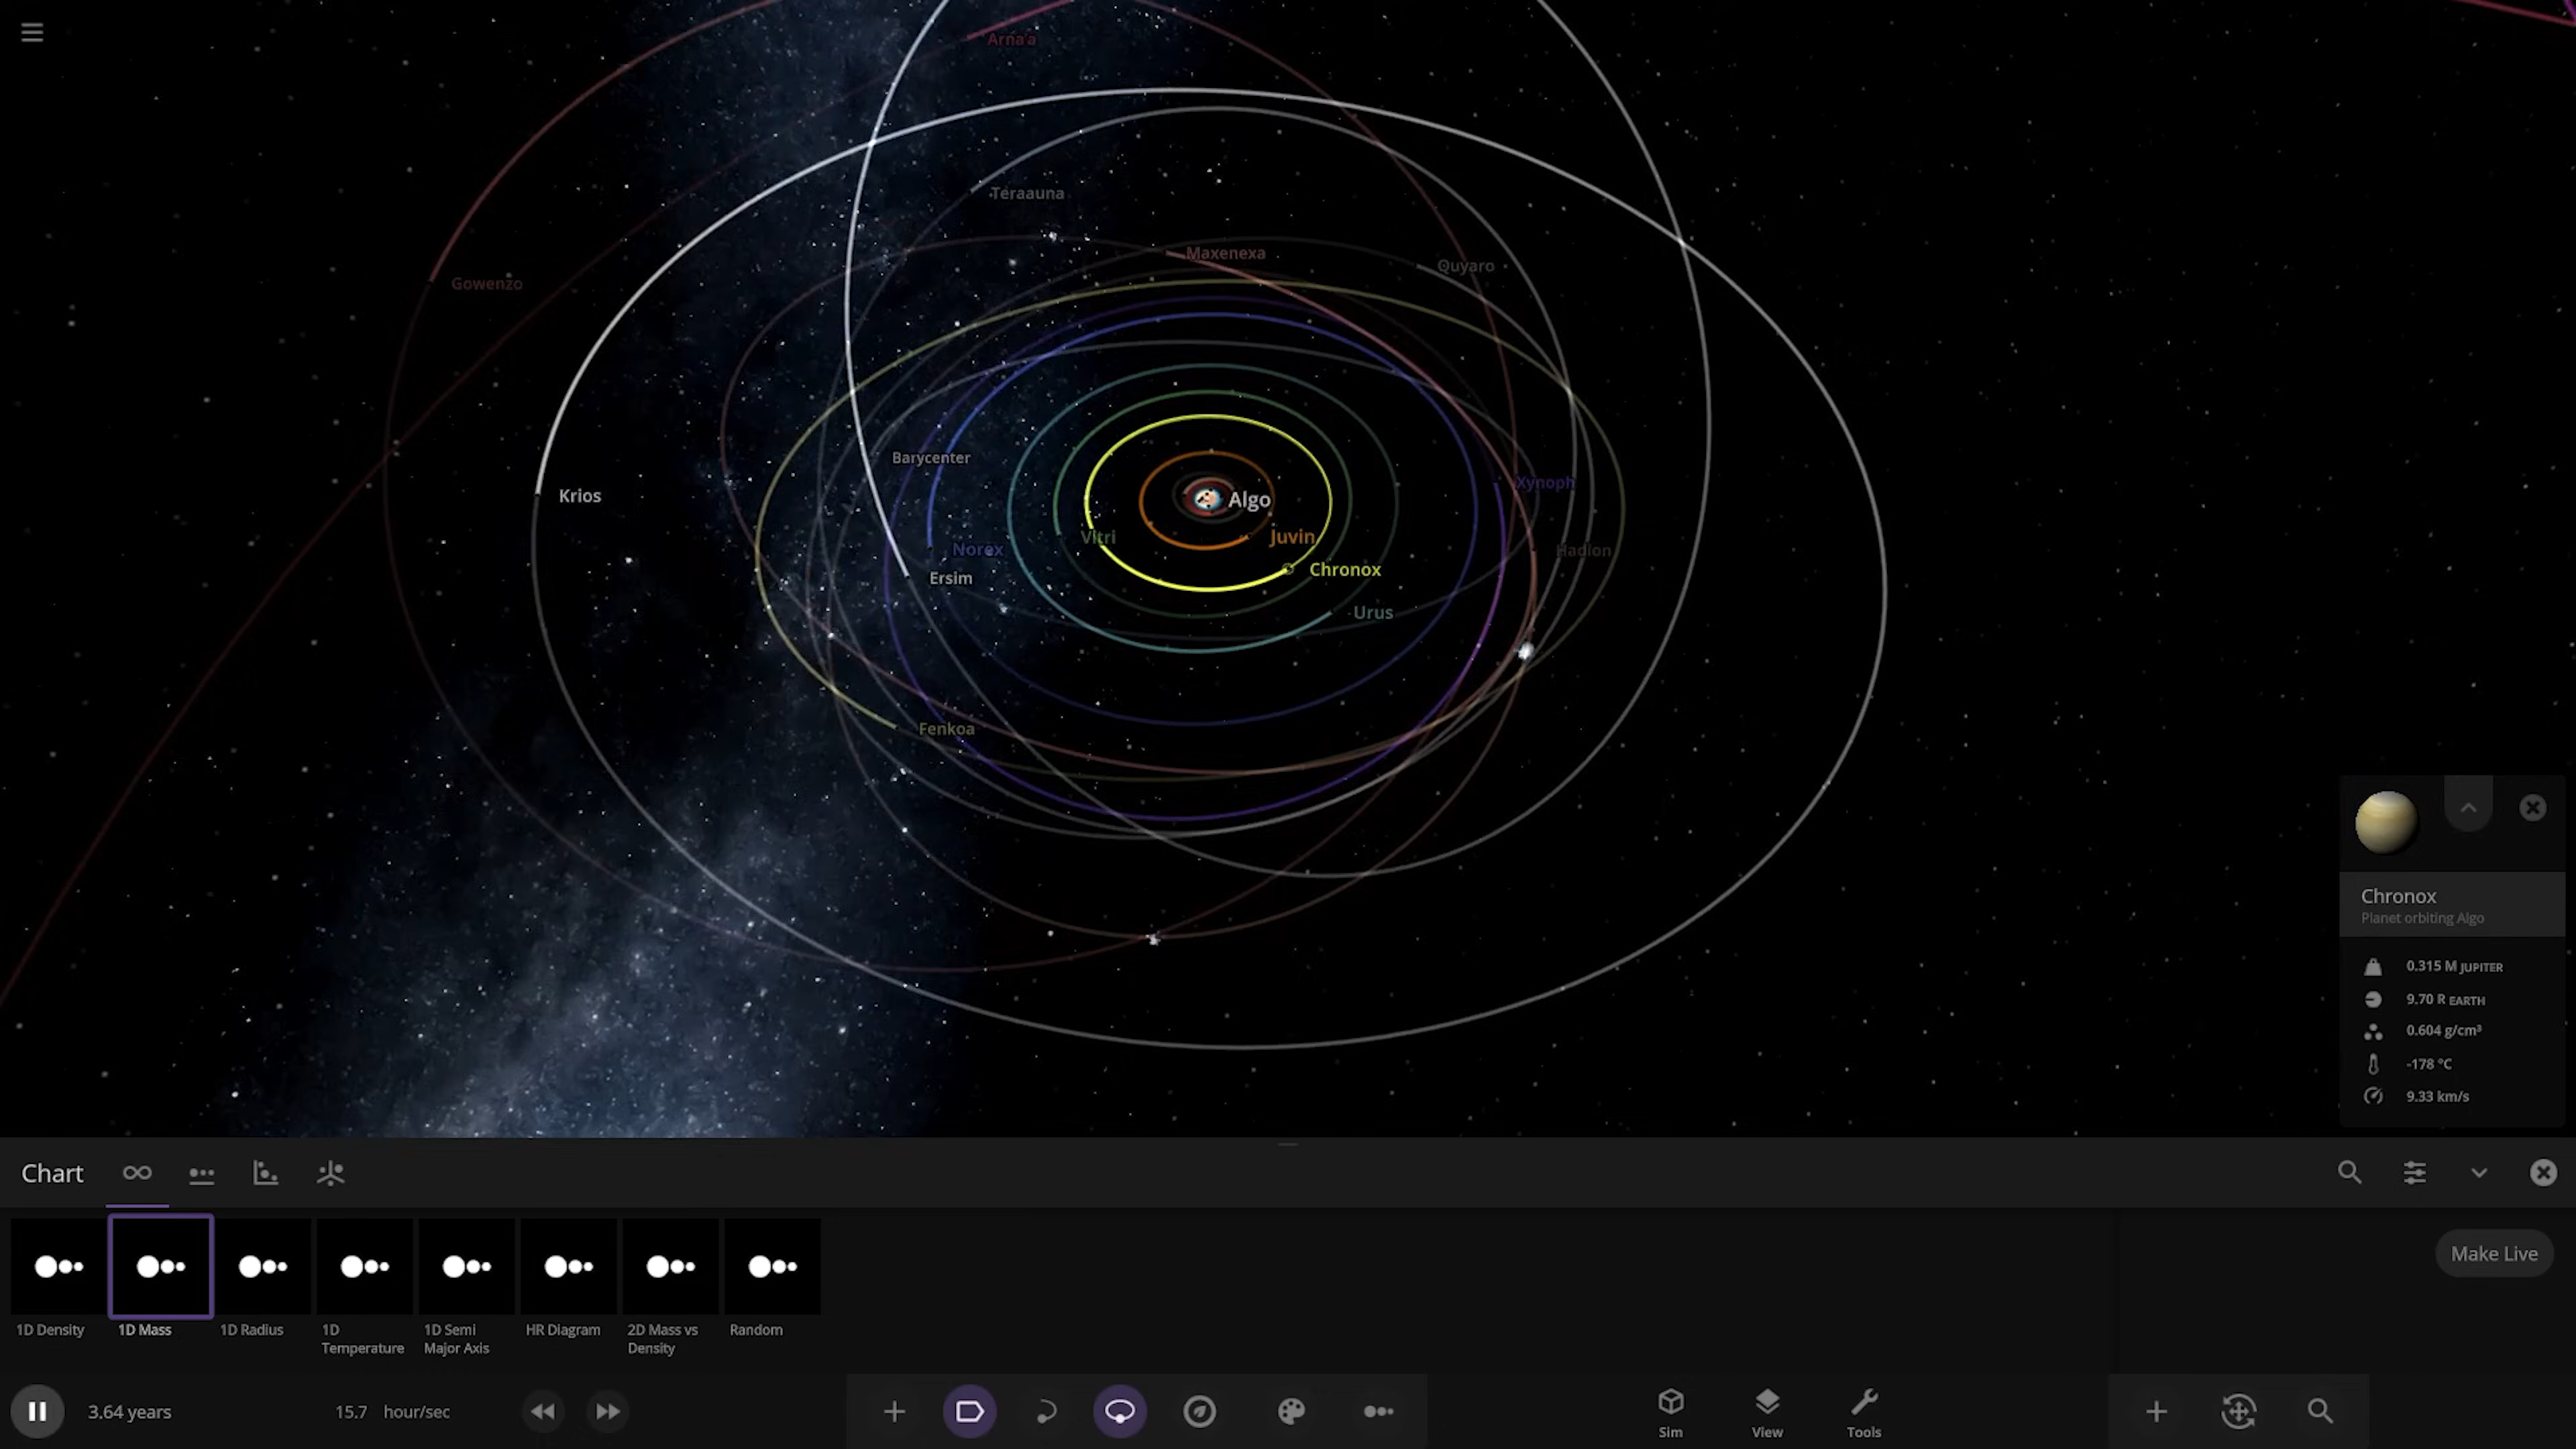 Arna'a
Teraauna
Maxenexa
Quyaro
Gowenzo
Barycenter
Xynoph
Krios
Algo
Vitri
Juvin
Norex
Hadion
Ersim
Chronox
Urus
Fenkoa
Chronox
Planet orbiting Algo
0.315 M JUPITER
9.70 R EARTH
0.604 g/cm³
-178 °C
9.33 km/s
Chart
Make Live
1D Density
1D Mass
1D Radius
1D
Temperature
1D Semi
Major Axis
HR Diagram
2D Mass vs
Density
Random
3.64 years
15.7 hour/sec
Sim
View
Tools